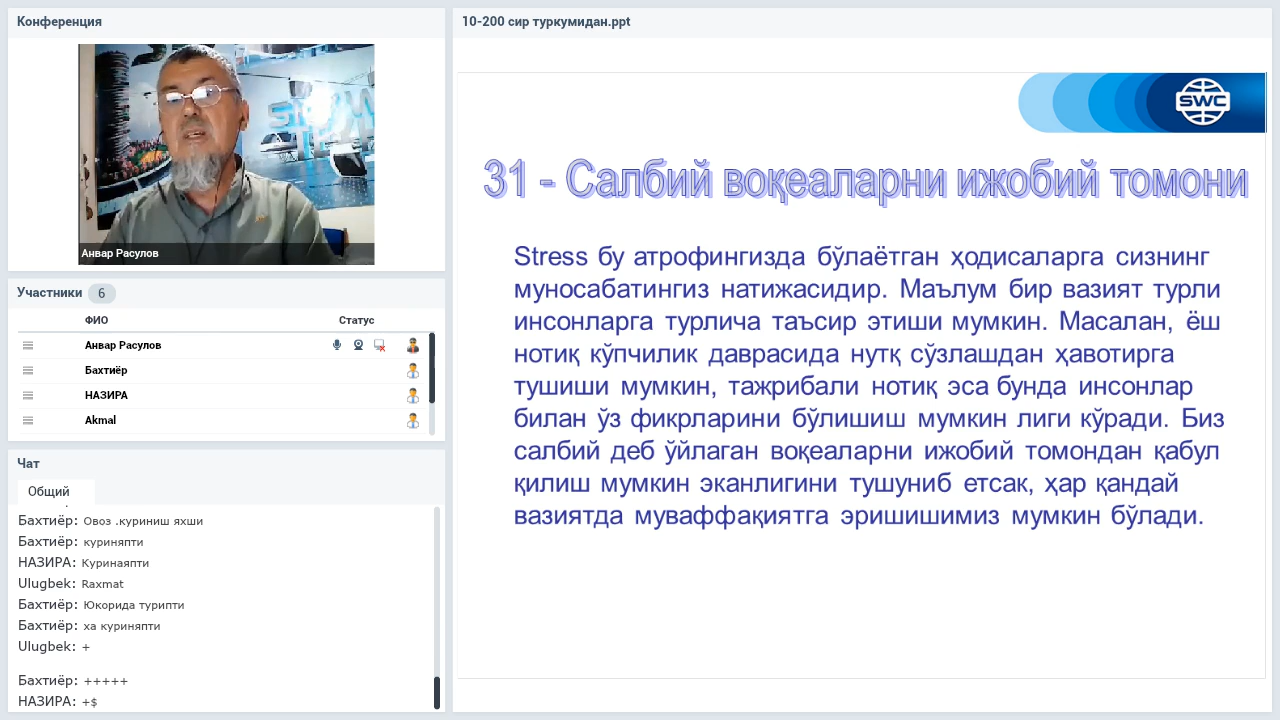 Конференция
Анвар Расулов
Участники 6
ФИО Статус
Анвар Расулов
Бахтиёр
НАЗИРА
Akmal
Чат
Общий
Бахтиёр: Овоз .куриниш яхши
Бахтиёр: куриняпти
НАЗИРА: Куринаяпти
Ulugbek: Raxmat
Бахтиёр: Юкорида турипти
Бахтиёр: ха куриняпти
Ulugbek: +
Бахтиёр: +++++
НАЗИРА: +$
10-200 сир туркумидан.ppt
SWC
31 - Салбий воқеаларни ижобий томони
Stress бу атрофингизда бўлаётган ҳодисаларга сизнинг
муносабатингиз натижасидир. Маълум бир вазият турли
инсонларга турлича таъсир этиши мумкин. Масалан, ёш
нотиқ кўпчилик даврасида нутқ сўзлашдан ҳавотирга
тушиши мумкин, тажрибали нотиқ эса бунда инсонлар
билан ўз фикрларини бўлишиш мумкин лиги кўради. Биз
салбий деб ўйлаган воқеаларни ижобий томондан қабул
қилиш мумкин эканлигини тушуниб етсак, ҳар қандай
вазиятда муваффақиятга эришишимиз мумкин бўлади.